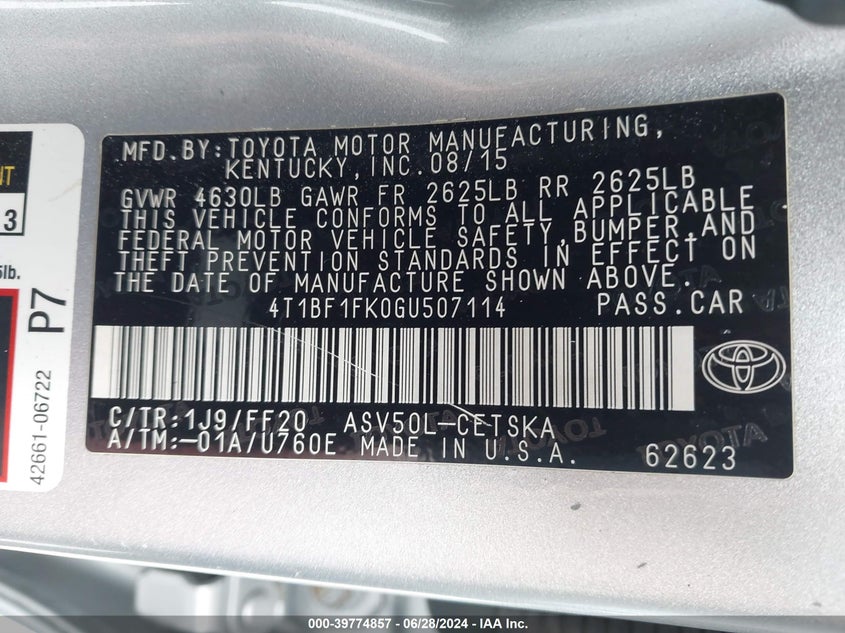 MFD.BY:TOYOTA MOTOR MANUFACTURING,
KENTUCKY,INC.08/15
GVWR 4630LB GAWR FR 2625LB RR 2625LB
THIS VEHICLE CONFORMS TO ALL APPLICABLE
FEDERAL MOTOR VEHICLE SAFETY,BUMPER,AND
THEFT PREVENTION STANDARDS IN EFFECT ON
THE DATE OF MANUFACTURE SHOWN ABOVE.
4T1BF1FK0GU507114 PASS.CAR
C/TR:1J9/FF20 ASV50L-CETSKA
A/TM:-01A/U760E MADE IN U.S.A. 62623
3
lb.
P7
42661-06722
000-39774857 - 06/28/2024 - IAA Inc.